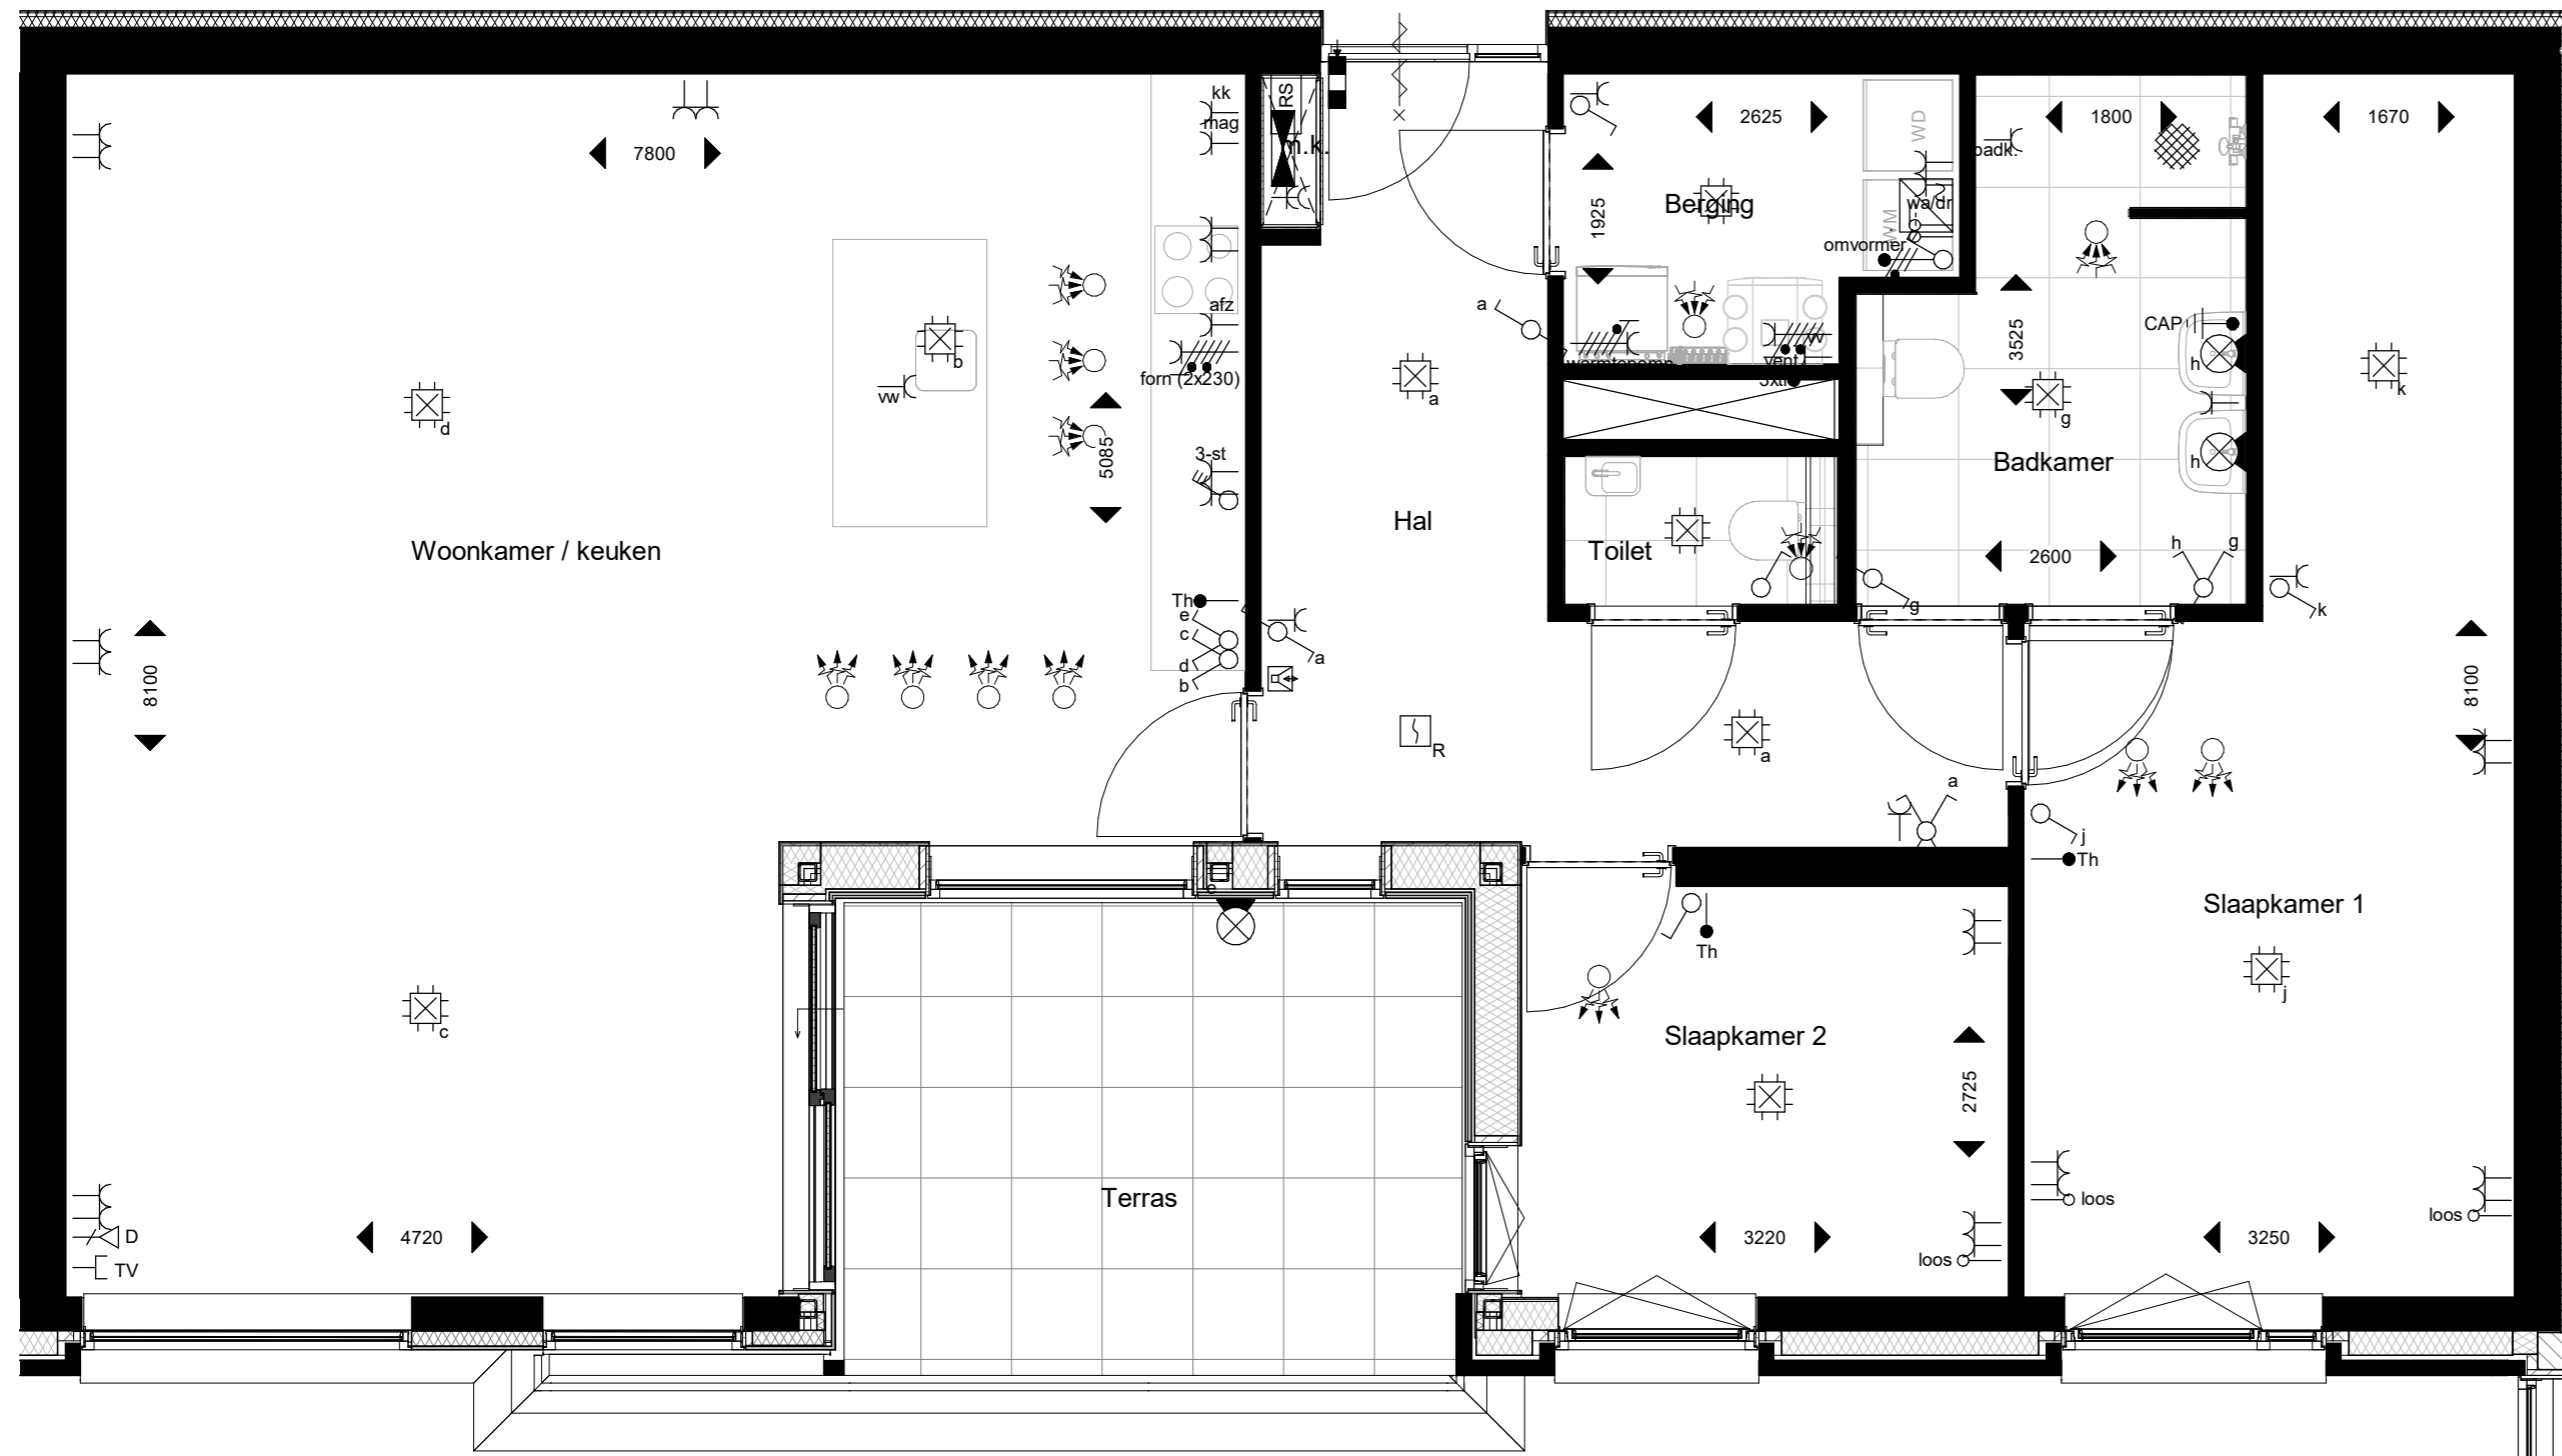 kk
mag
RS
m.k.
7800
2625
WD
badk.
1800
1670
1925
Berging
WM
wa/dr
omvormer
afz
a
3525
CAP
h
forn (2x230)
vw
b
d
a
vent
g
k
5085
h
3-st
Badkamer
Hal
Woonkamer / keuken
Toilet
2600
h
g
Th
e
c
d
b
a
g
k
8100
8100
R
a
a
j
Th
e
Slaapkamer 1
Th
j
c
Slaapkamer 2
2725
Terras
loos
loos
D
4720
3220
3250
loos
TV